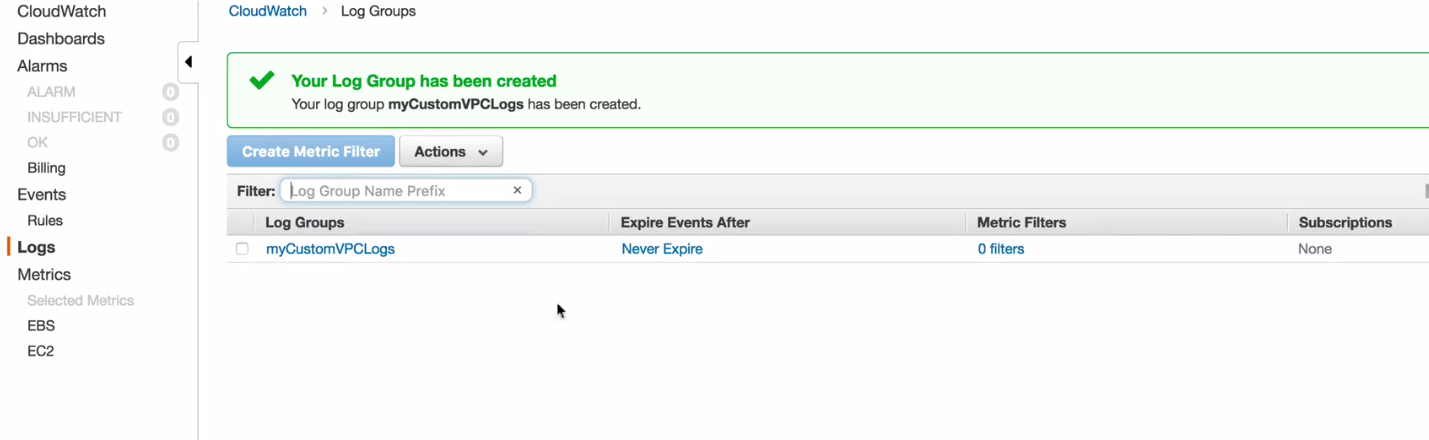 CloudWatch
Dashboards
Alarms
ALARM 0
INSUFFICIENT 0
OK 0
Billing
Events
Rules
Logs
Metrics
Selected Metrics
EBS
EC2
CloudWatch > Log Groups
Your Log Group has been created
Your log group myCustomVPCLogs has been created.
Create Metric Filter Actions
Filter: Log Group Name Prefix ×
Log Groups Expire Events After Metric Filters Subscriptions
myCustomVPCLogs Never Expire 0 filters None